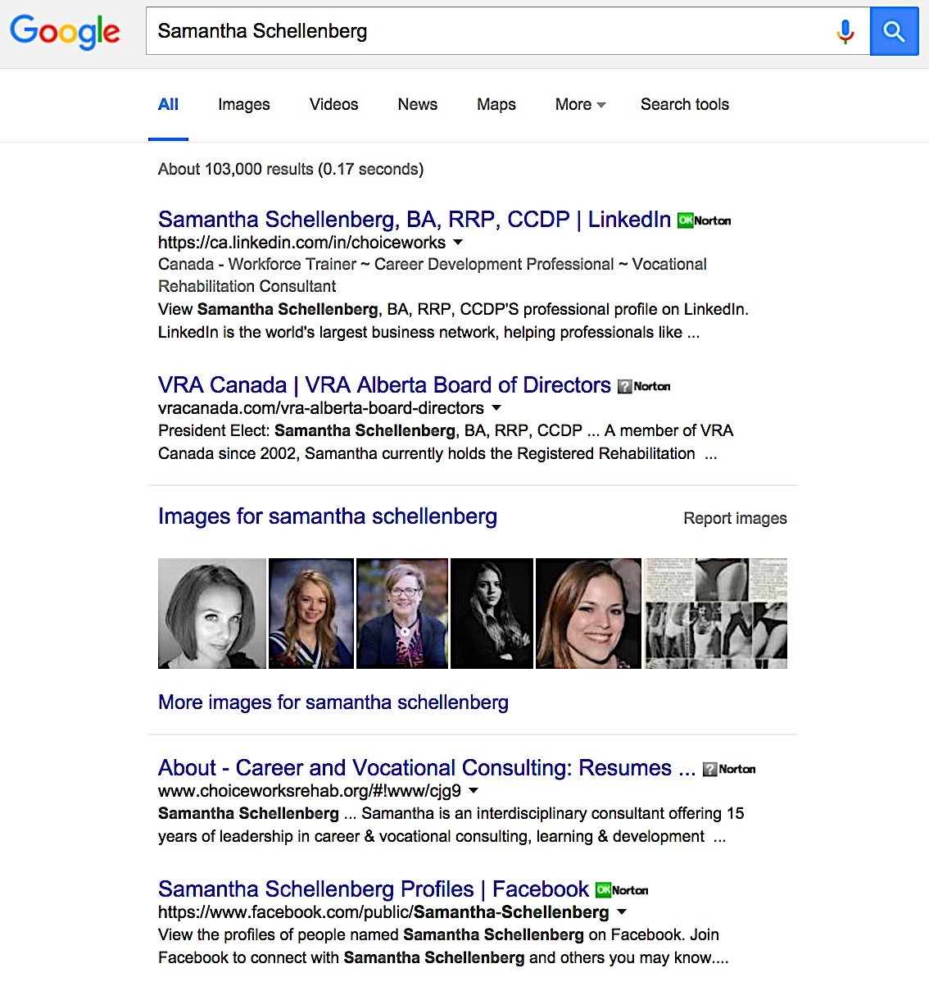 Google
Samantha Schellenberg
All Images Videos News Maps More Search tools
About 103,000 results (0.17 seconds)
Samantha Schellenberg, BA, RRP, CCDP | LinkedIn OK Norton
https://ca.linkedin.com/in/choiceworks
Canada - Workforce Trainer ~ Career Development Professional ~ Vocational
Rehabilitation Consultant
View Samantha Schellenberg, BA, RRP, CCDP'S professional profile on LinkedIn.
LinkedIn is the world's largest business network, helping professionals like ...
VRA Canada | VRA Alberta Board of Directors ? Norton
vracanada.com/vra-alberta-board-directors
President Elect: Samantha Schellenberg, BA, RRP, CCDP ... A member of VRA
Canada since 2002, Samantha currently holds the Registered Rehabilitation ...
Images for samantha schellenberg Report images
More images for samantha schellenberg
About - Career and Vocational Consulting: Resumes ... ? Norton
www.choiceworksrehab.org/#!www/cjg9
Samantha Schellenberg ... Samantha is an interdisciplinary consultant offering 15
years of leadership in career & vocational consulting, learning & development ...
Samantha Schellenberg Profiles | Facebook OK Norton
https://www.facebook.com/public/Samantha-Schellenberg
View the profiles of people named Samantha Schellenberg on Facebook. Join
Facebook to connect with Samantha Schellenberg and others you may know....